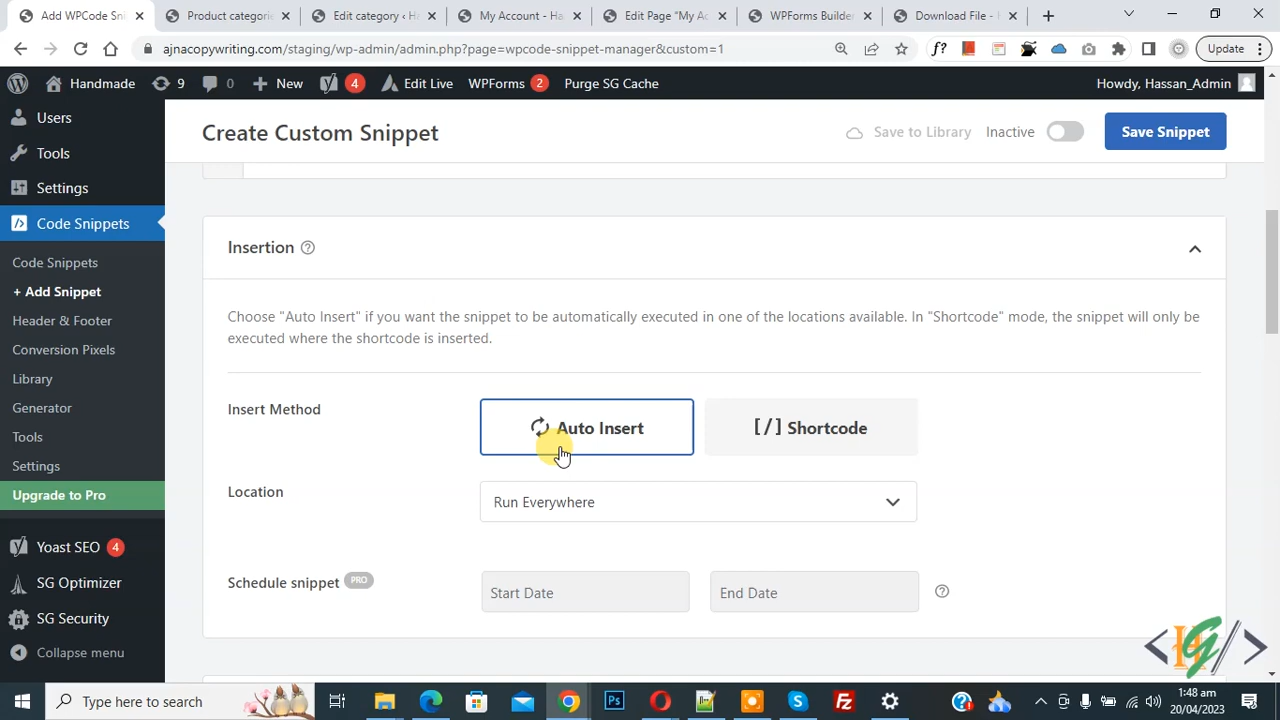 Add WPCode Sni
Product categorie
Edit category ‹ H
My Account - Ha
Edit Page "My Ac
WPForms Builder
Download File - H
ajnacopywriting.com/staging/wp-admin/admin.php?page=wpcode-snippet-manager&custom=1
f?
Update
Handmade
9
0
New
4
Edit Live
WPForms 2
Purge SG Cache
Howdy, Hassan_Admin
Users
Tools
Settings
Code Snippets
Code Snippets
+ Add Snippet
Header & Footer
Conversion Pixels
Library
Generator
Tools
Settings
Upgrade to Pro
Yoast SEO 4
SG Optimizer
SG Security
Collapse menu
Create Custom Snippet
Save to Library
Inactive
Save Snippet
Insertion
Choose "Auto Insert" if you want the snippet to be automatically executed in one of the locations available. In "Shortcode" mode, the snippet will only be
executed where the shortcode is inserted.
Insert Method
Auto Insert
[/] Shortcode
Location
Run Everywhere
Schedule snippet PRO
Start Date
End Date
<HG/>
Type here to search
1:48 am
20/04/2023